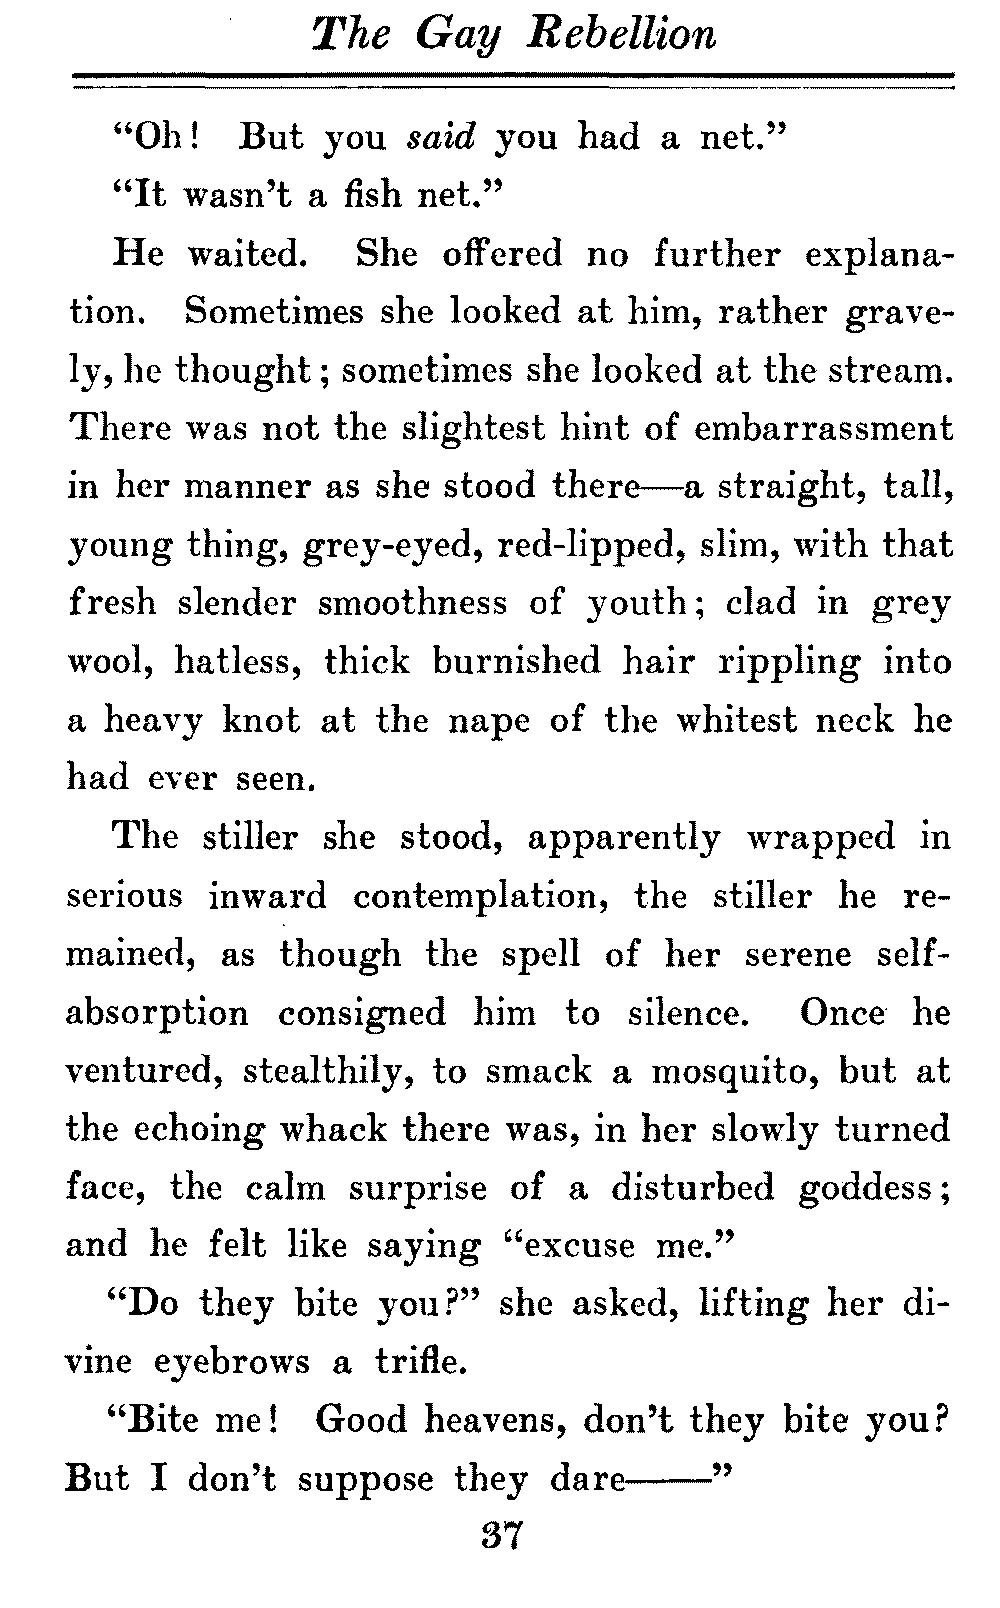 The Gay Rebellion
“Oh! But you said you had a net.”
“It wasn’t a fish net.”
He waited. She offered no further explana-
tion. Sometimes she looked at him, rather grave-
ly, he thought; sometimes she looked at the stream.
There was not the slightest hint of embarrassment
in her manner as she stood there—a straight, tall,
young thing, grey-eyed, red-lipped, slim, with that
fresh slender smoothness of youth; clad in grey
wool, hatless, thick burnished hair rippling into
a heavy knot at the nape of the whitest neck he
had ever seen.
The stiller she stood, apparently wrapped in
serious inward contemplation, the stiller he re-
mained, as though the spell of her serene self-
absorption consigned him to silence. Once he
ventured, stealthily, to smack a mosquito, but at
the echoing whack there was, in her slowly turned
face, the calm surprise of a disturbed goddess;
and he felt like saying “excuse me.”
“Do they bite you?” she asked, lifting her di-
vine eyebrows a trifle.
“Bite me! Good heavens, don’t they bite you?
But I don’t suppose they dare——”
37